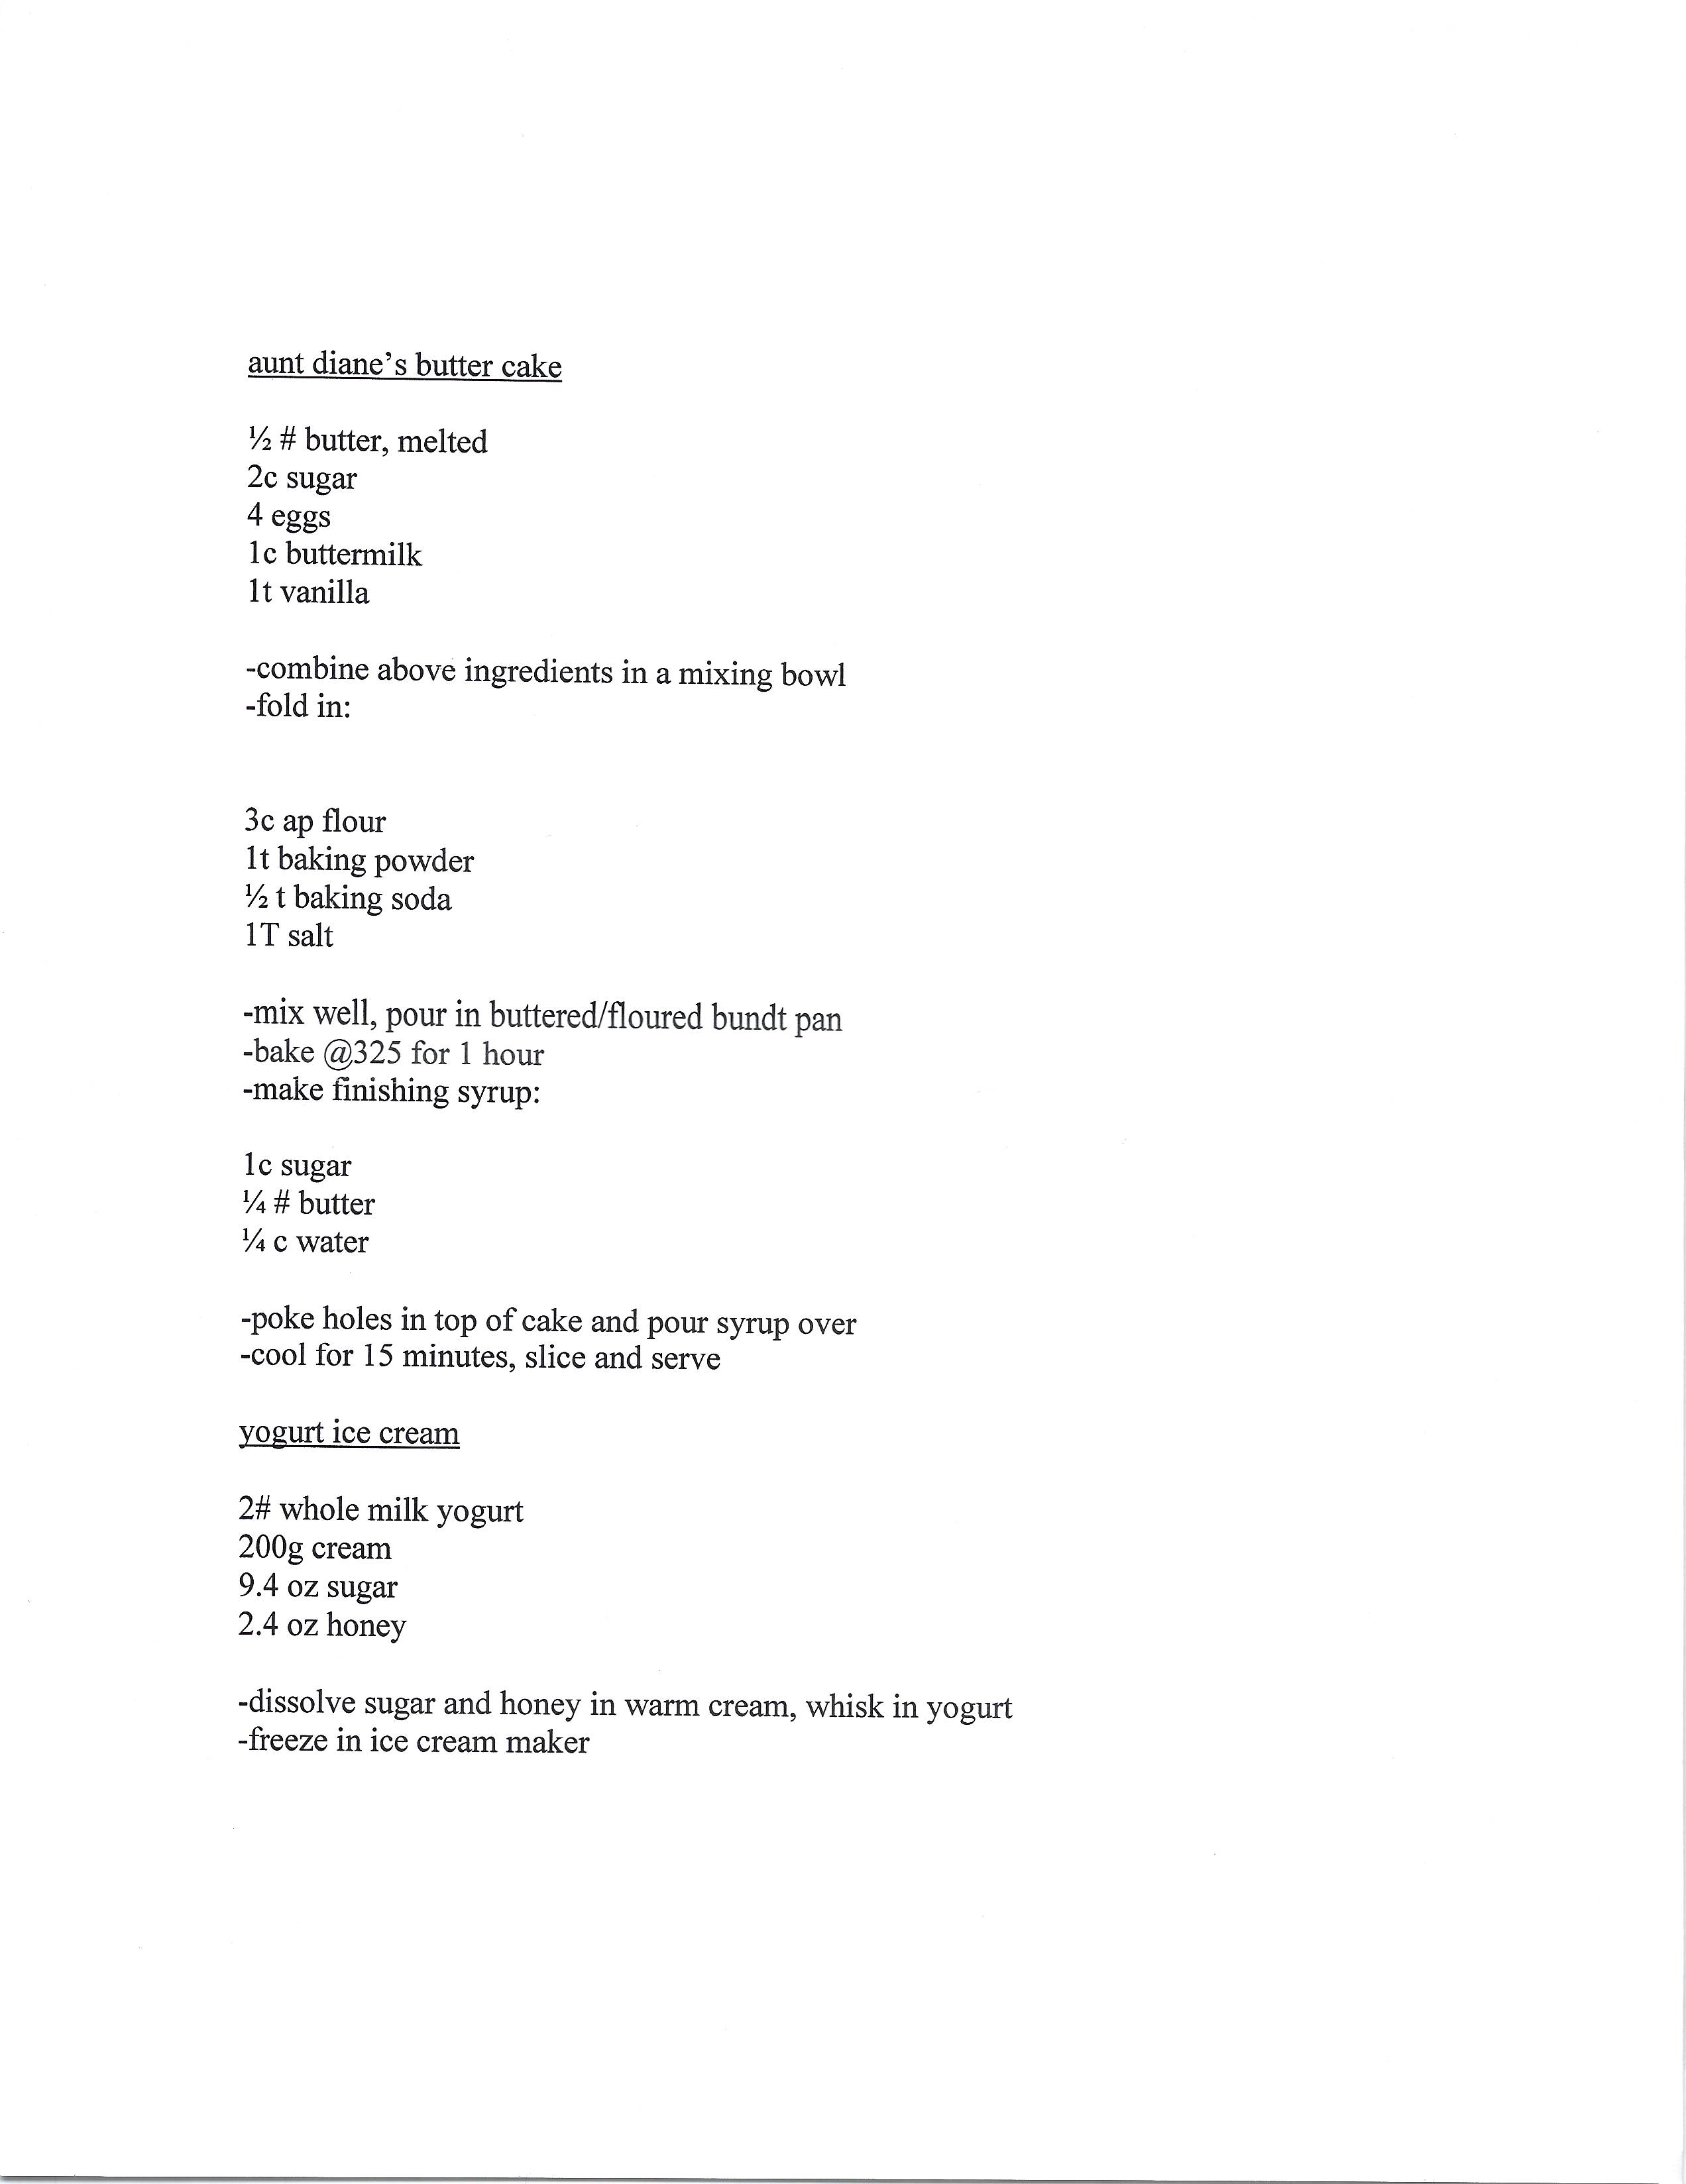 aunt diane’s butter cake
½ # butter, melted
2c sugar
4 eggs
1c buttermilk
1t vanilla
-combine above ingredients in a mixing bowl
-fold in:
3c ap flour
1t baking powder
½ t baking soda
1T salt
-mix well, pour in buttered/floured bundt pan
-bake @325 for 1 hour
-make finishing syrup:
1c sugar
¼ # butter
¼ c water
-poke holes in top of cake and pour syrup over
-cool for 15 minutes, slice and serve
yogurt ice cream
2# whole milk yogurt
200g cream
9.4 oz sugar
2.4 oz honey
-dissolve sugar and honey in warm cream, whisk in yogurt
-freeze in ice cream maker